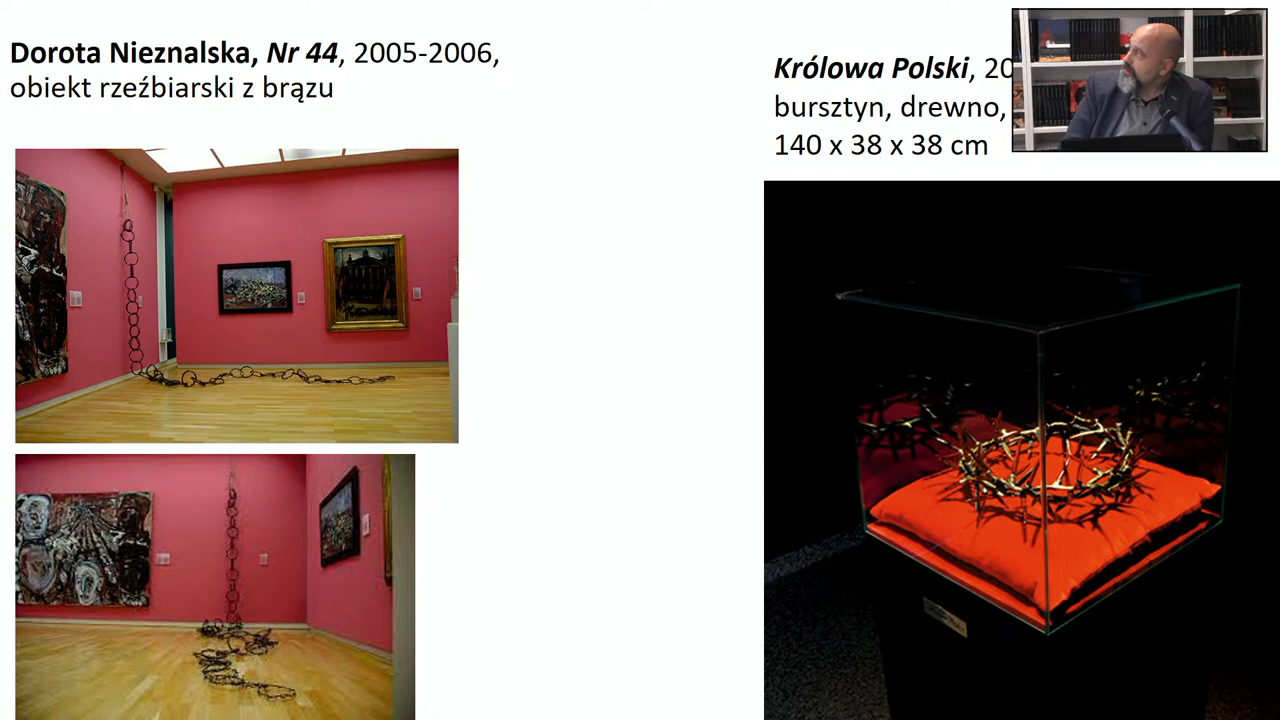 Dorota Nieznalska, Nr 44, 2005-2006,
obiekt rzeźbiarski z brązu
Królowa Polski, 20
bursztyn, drewno,
140 x 38 x 38 cm